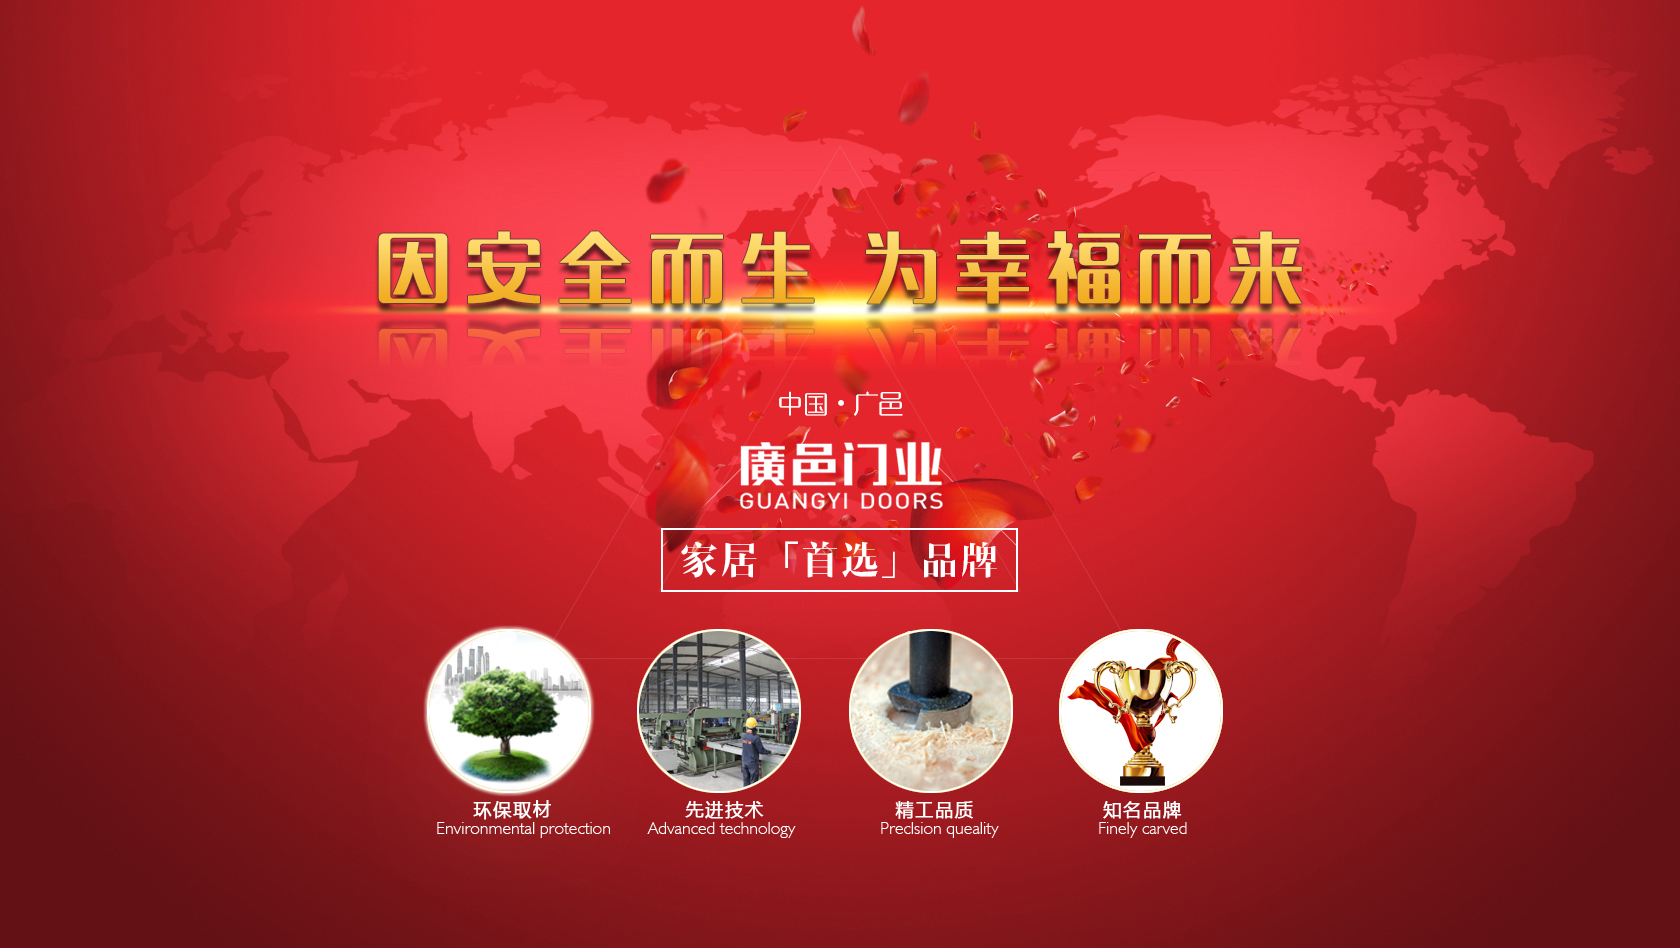 因安全而生 为幸福而来
中国·广邑
廣邑门业
GUANGYI DOORS
家居「首选」品牌
环保取材
Environmental protection
先进技术
Advanced technology
精工品质
Preclsion queality
知名品牌
Finely carved